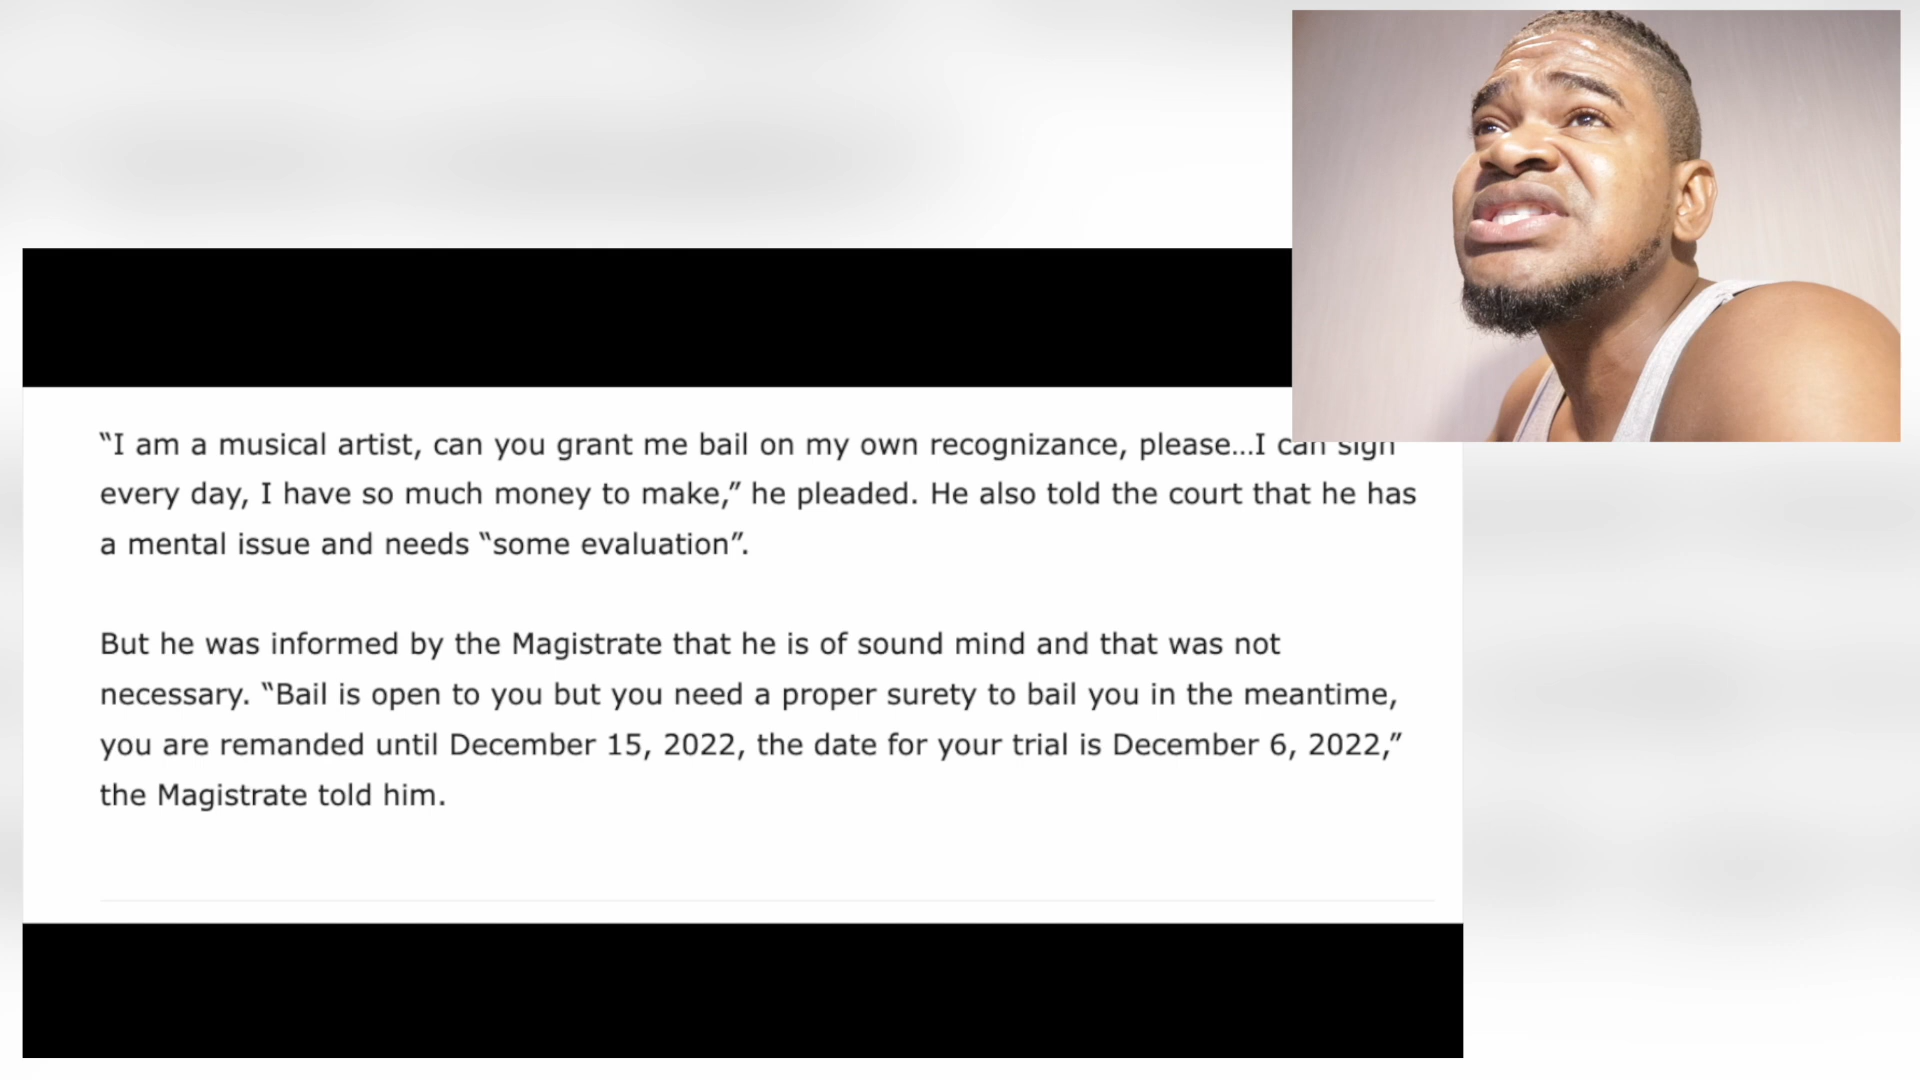 “I am a musical artist, can you grant me bail on my own recognizance, please...I can sign
every day, I have so much money to make,” he pleaded. He also told the court that he has
a mental issue and needs “some evaluation”.
But he was informed by the Magistrate that he is of sound mind and that was not
necessary. “Bail is open to you but you need a proper surety to bail you in the meantime,
you are remanded until December 15, 2022, the date for your trial is December 6, 2022,”
the Magistrate told him.